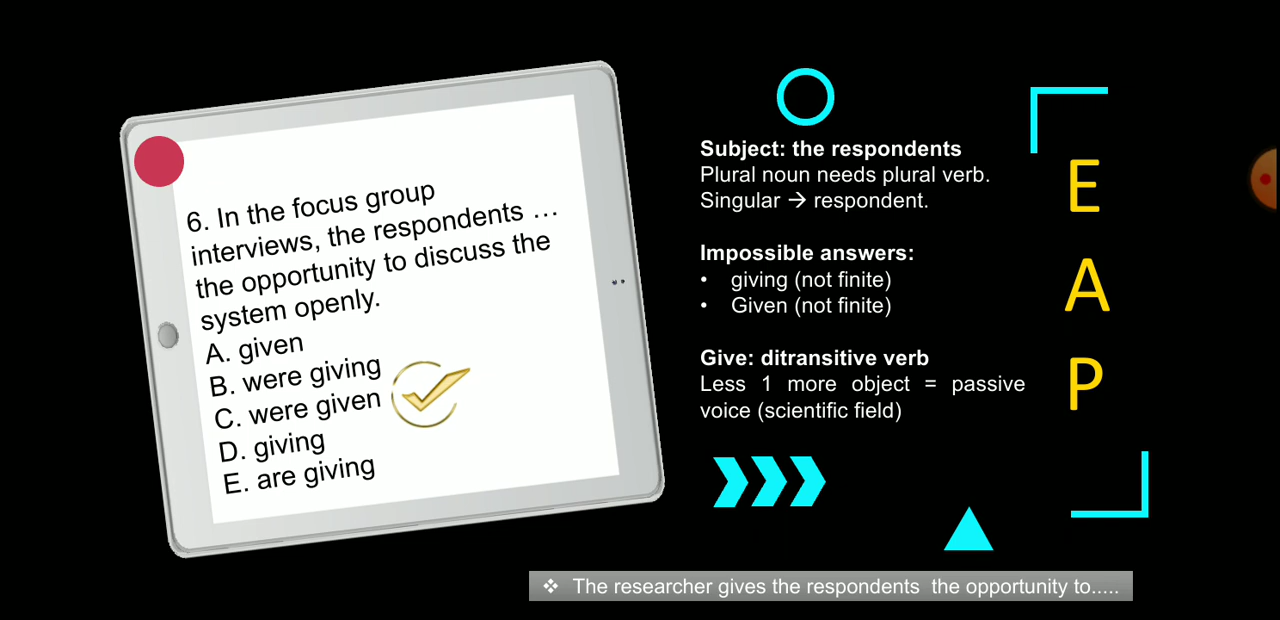 6. In the focus group
interviews, the respondents …
the opportunity to discuss the
system openly.
A. given
B. were giving
C. were given
D. giving
E. are giving
Subject: the respondents
Plural noun needs plural verb.
Singular → respondent.
Impossible answers:
• giving (not finite)
• Given (not finite)
Give: ditransitive verb
Less 1 more object = passive
voice (scientific field)
E
A
P
❖ The researcher gives the respondents the opportunity to.....